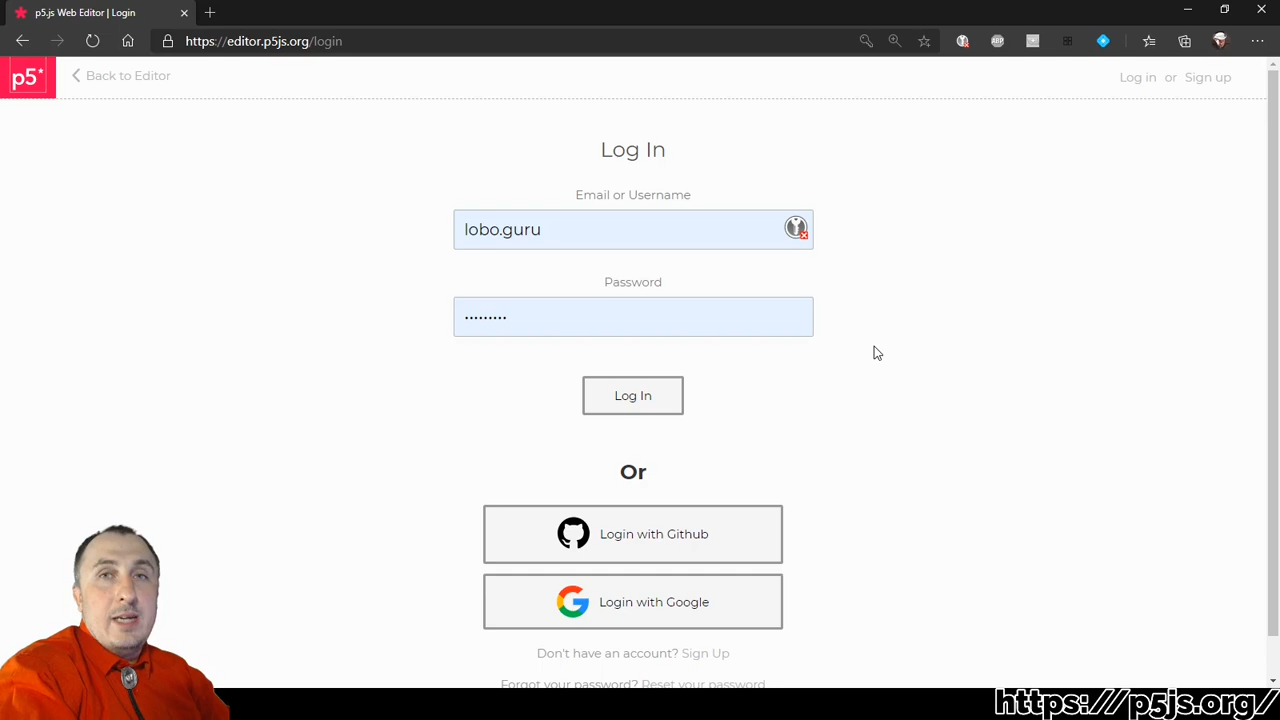 p5.js Web Editor | Login
https://editor.p5js.org/login
ABP
p5*
Back to Editor
Log in or Sign up
Log In
Email or Username
lobo.guru
Password
•••••••••
Log In
Or
Login with Github
Login with Google
Don't have an account? Sign Up
Forgot your password? Reset your password
https://p5js.org/